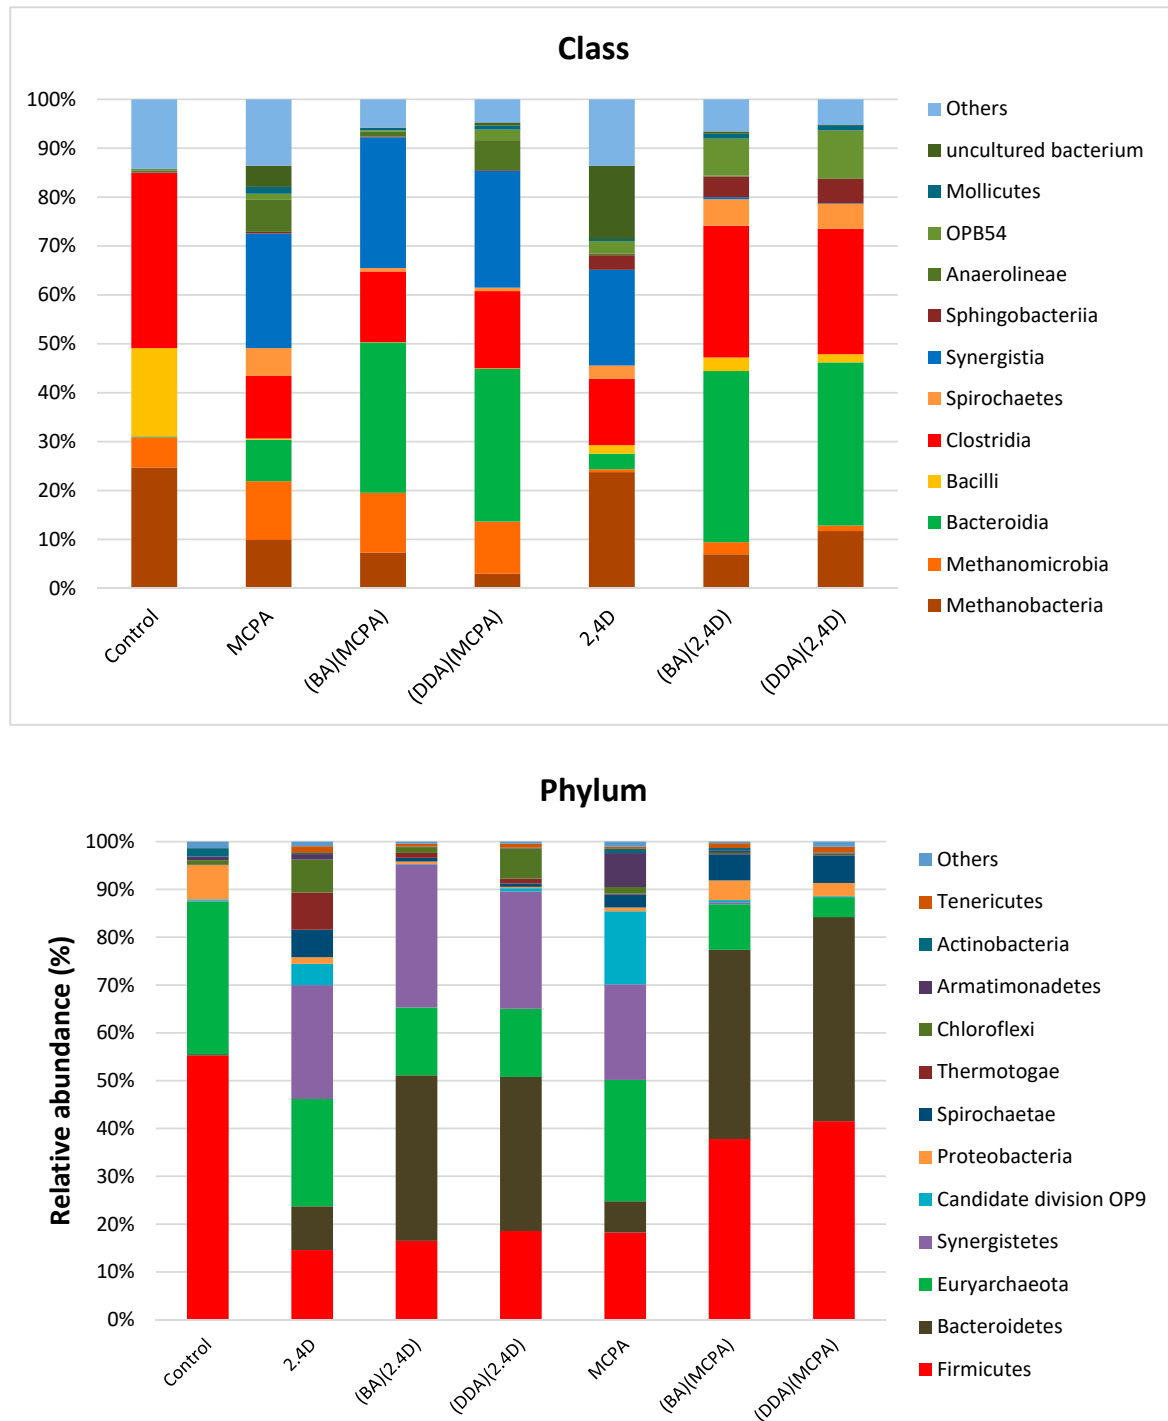 Class
100%
90%
80%
70%
60%
50%
40%
30%
20%
10%
0%
Control
MCPA
(BA)(MCPA)
(DDA)(MCPA)
2,4D
(BA)(2,4D)
(DDA)(2,4D)
Others
uncultured bacterium
Mollicutes
OPB54
Anaerolineae
Sphingobacteriia
Synergistia
Spirochaetes
Clostridia
Bacilli
Bacteroidia
Methanomicrobia
Methanobacteria
Phylum
Relative abundance (%)
100%
90%
80%
70%
60%
50%
40%
30%
20%
10%
0%
Control
2.4D
(BA)(2.4D)
(DDA)(2.4D)
MCPA
(BA)(MCPA)
(DDA)(MCPA)
Others
Tenericutes
Actinobacteria
Armatimonadetes
Chloroflexi
Thermotogae
Spirochaetae
Proteobacteria
Candidate division OP9
Synergistetes
Euryarchaeota
Bacteroidetes
Firmicutes